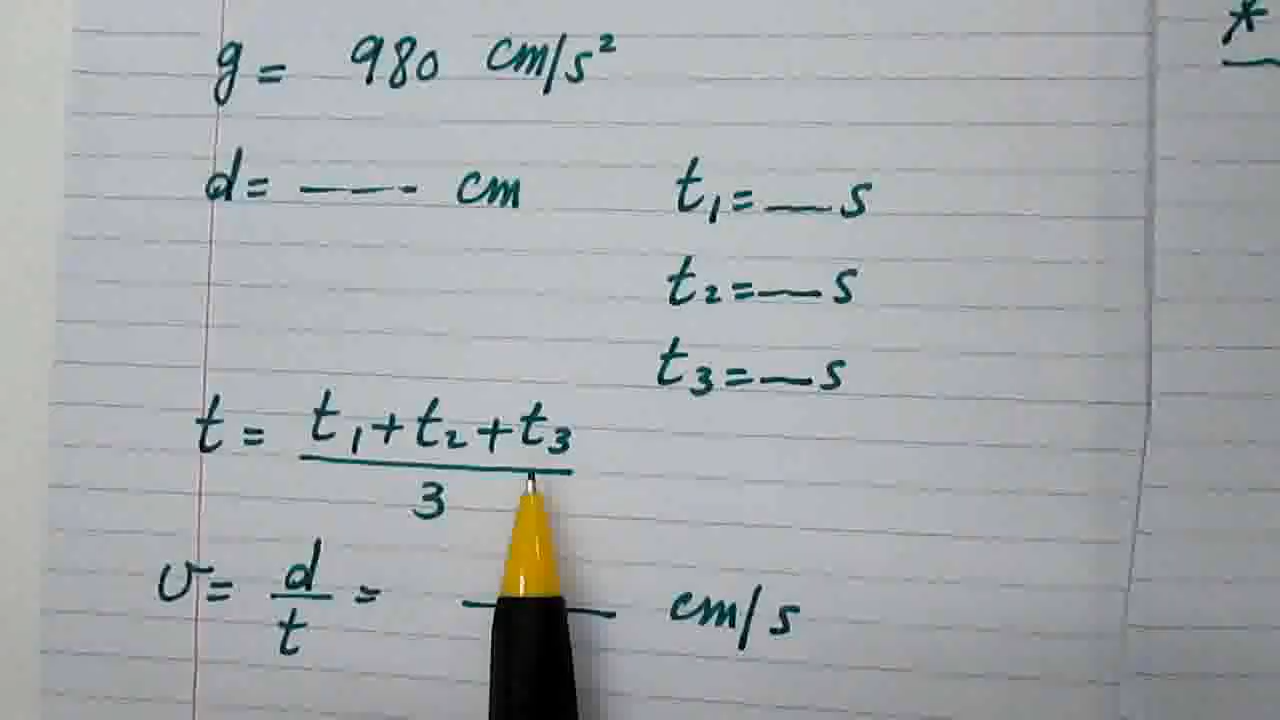 g = 980 cm/s²
*
d = ---- cm
t₁ = __ s
t₂ = __ s
t₃ = __ s
t = t₁ + t₂ + t₃ / 3
v = d / t = ____ cm/s